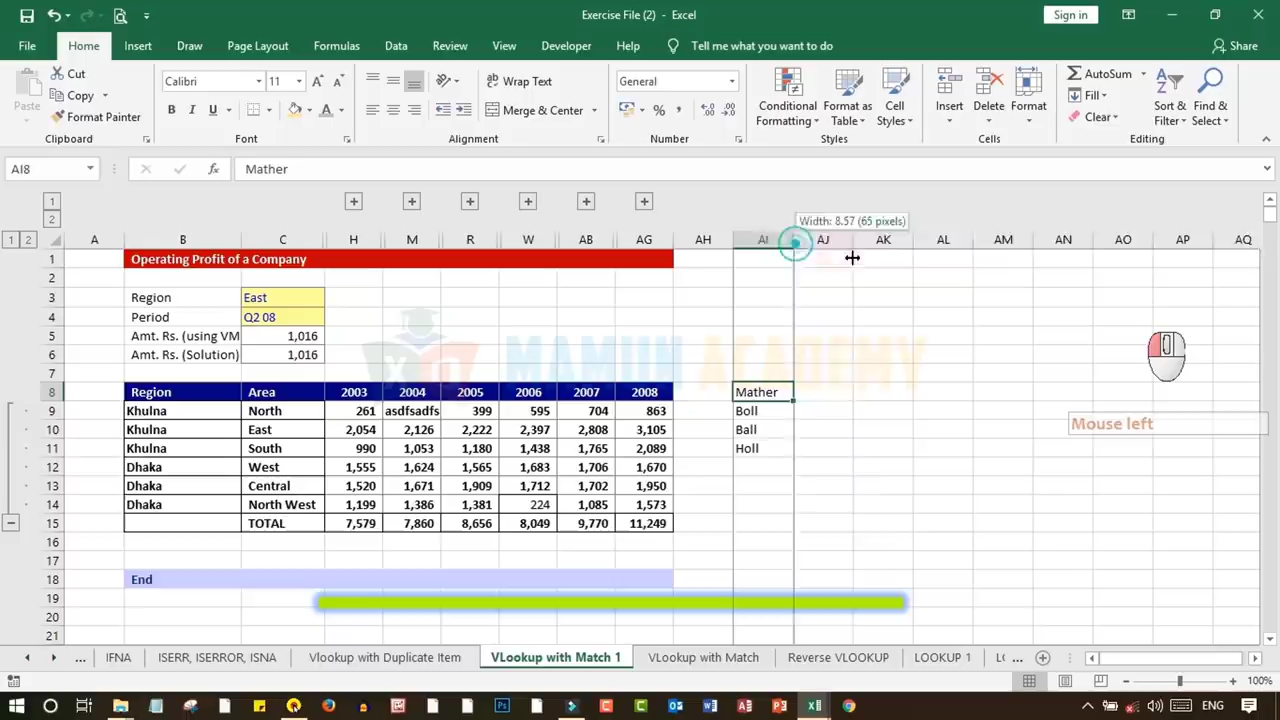 Exercise File (2) - Excel
Sign in
File Home Insert Draw Page Layout Formulas Data Review View Developer Help Tell me what you want to do Share
Cut
Copy
Format Painter
Paste
Clipboard
Calibri 11
B I U
Font
Wrap Text
Merge & Center
Alignment
General
Number
Conditional Formatting
Format as Table
Cell Styles
Styles
Insert Delete Format
Cells
AutoSum
Fill
Clear
Sort & Filter
Find & Select
Editing
AI8 fx Mather
1
2
Width: 8.57 (65 pixels)
1 2 A B C H M R W AB AG AH AI AJ AK AL AM AN AO AP AQ
1 Operating Profit of a Company
2
3 Region East
4 Period Q2 08
5 Amt. Rs. (using VM 1,016
6 Amt. Rs. (Solution) 1,016
7
MAMUN ACADEMY
8 Region Area 2003 2004 2005 2006 2007 2008 Mather
9 Khulna North 261 asdfsadfs 399 595 704 863 Boll
10 Khulna East 2,054 2,126 2,222 2,397 2,808 3,105 Ball
11 Khulna South 990 1,053 1,180 1,438 1,765 2,089 Holl
12 Dhaka West 1,555 1,624 1,565 1,683 1,706 1,670
13 Dhaka Central 1,520 1,671 1,909 1,712 1,702 1,950
14 Dhaka North West 1,199 1,386 1,381 224 1,085 1,573
15 TOTAL 7,579 7,860 8,656 8,049 9,770 11,249
16
17
18 End
19
20
21
Mouse left
... IFNA ISERR, ISERROR, ISNA Vlookup with Duplicate Item VLookup with Match 1 VLookup with Match Reverse VLOOKUP LOOKUP 1 LC ...
100%
ENG